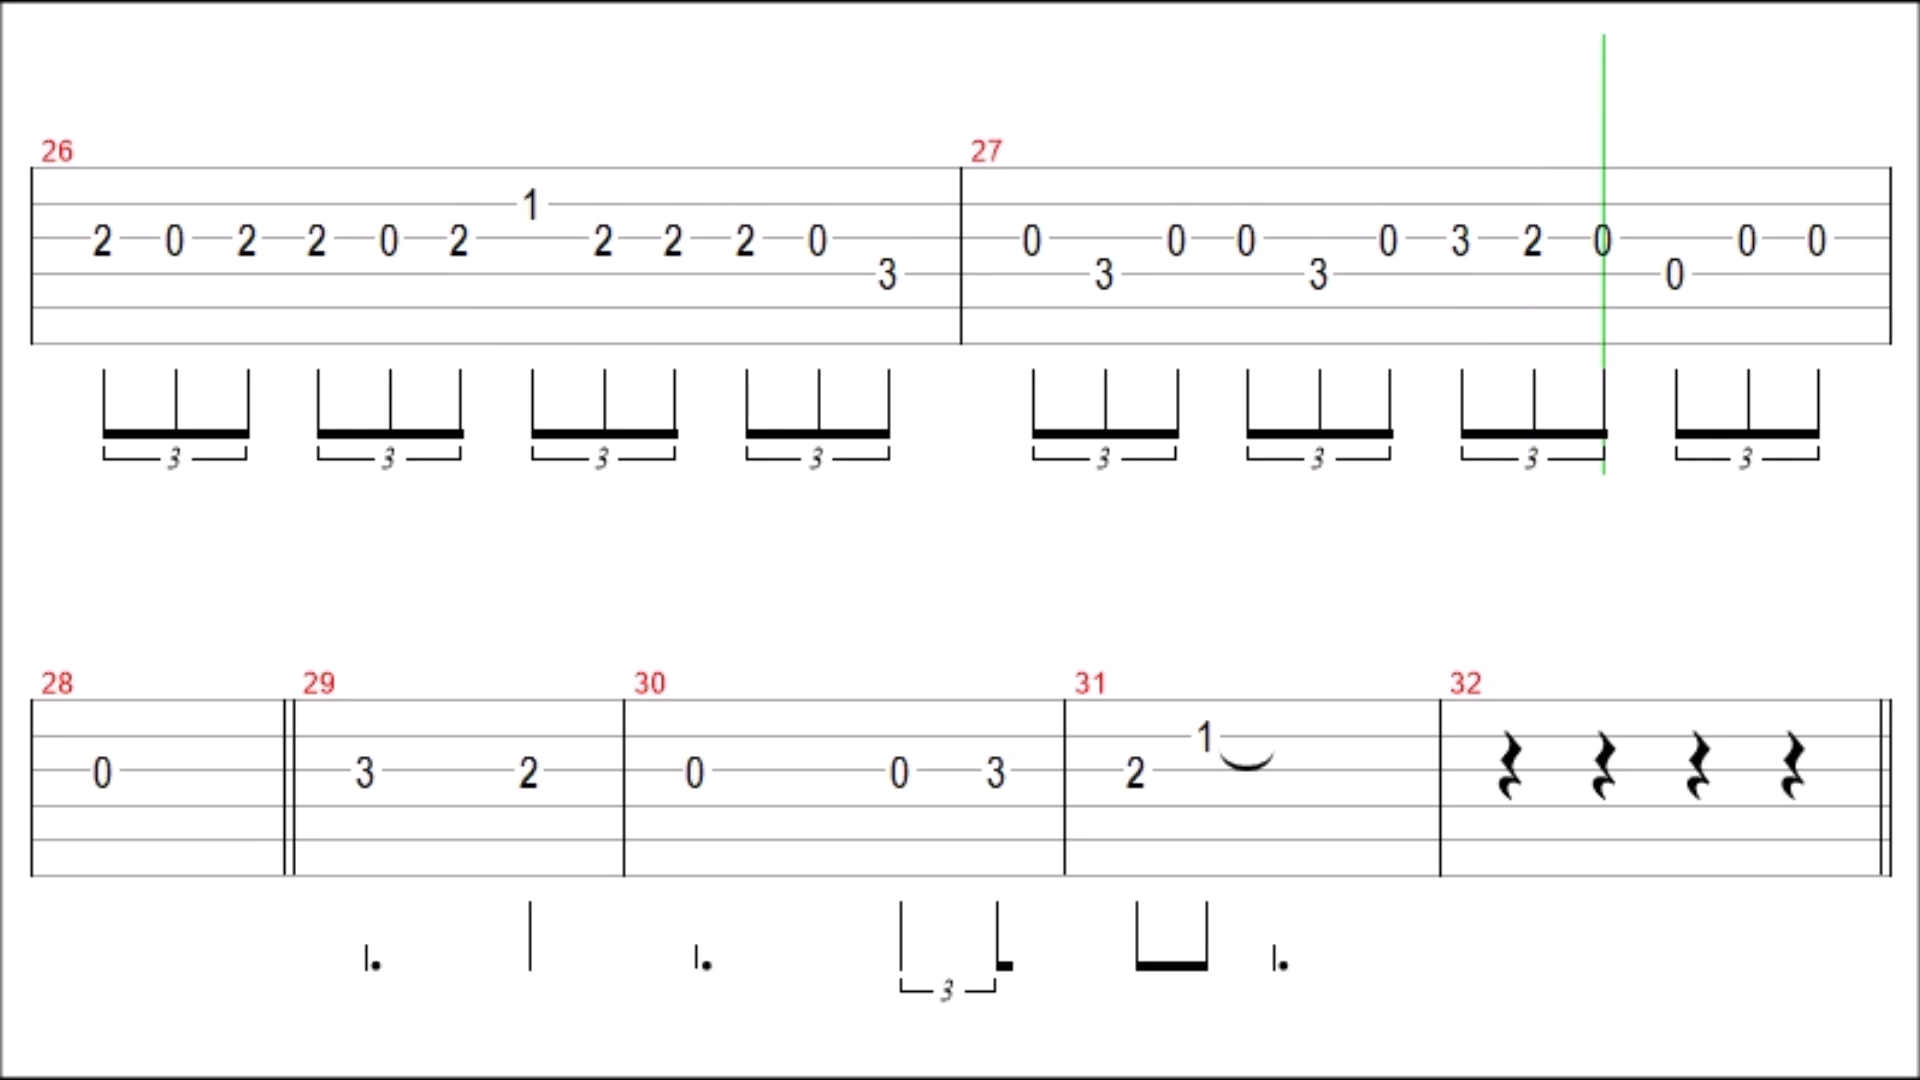 26 27
1
2 0 2 2 0 2 2 2 2 0 0 0 0 0 3 2 0 0 0
3 3 3 0
3 3 3 3 3 3 3 3
28 29 30 31 32
1
0 3 2 0 0 3 2
3